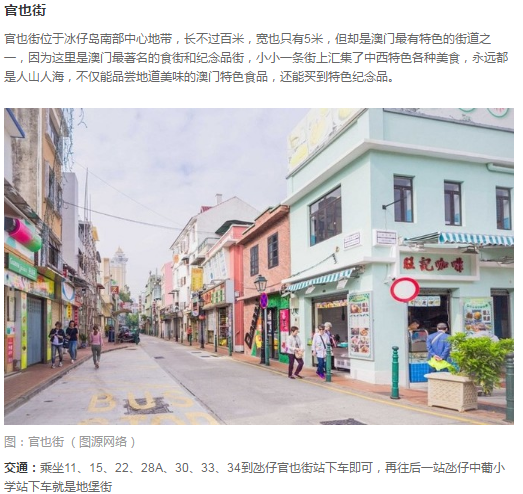 官也街
官也街位于冰仔岛南部中心地带，长不过百米，宽也只有5米，但却是澳门最有特色的街道之
一，因为这里是澳门最著名的食街和纪念品街，小小一条街上汇集了中西特色各种美食，永远都
是人山人海，不仅能品尝地道美味的澳门特色食品，还能买到特色纪念品。
旺記咖啡
BUS
STOP
图：官也街（图源网络）
交通：乘坐11、15、22、28A、30、33、34到氹仔官也街站下车即可，再往后一站氹仔中葡小
学站下车就是地堡街